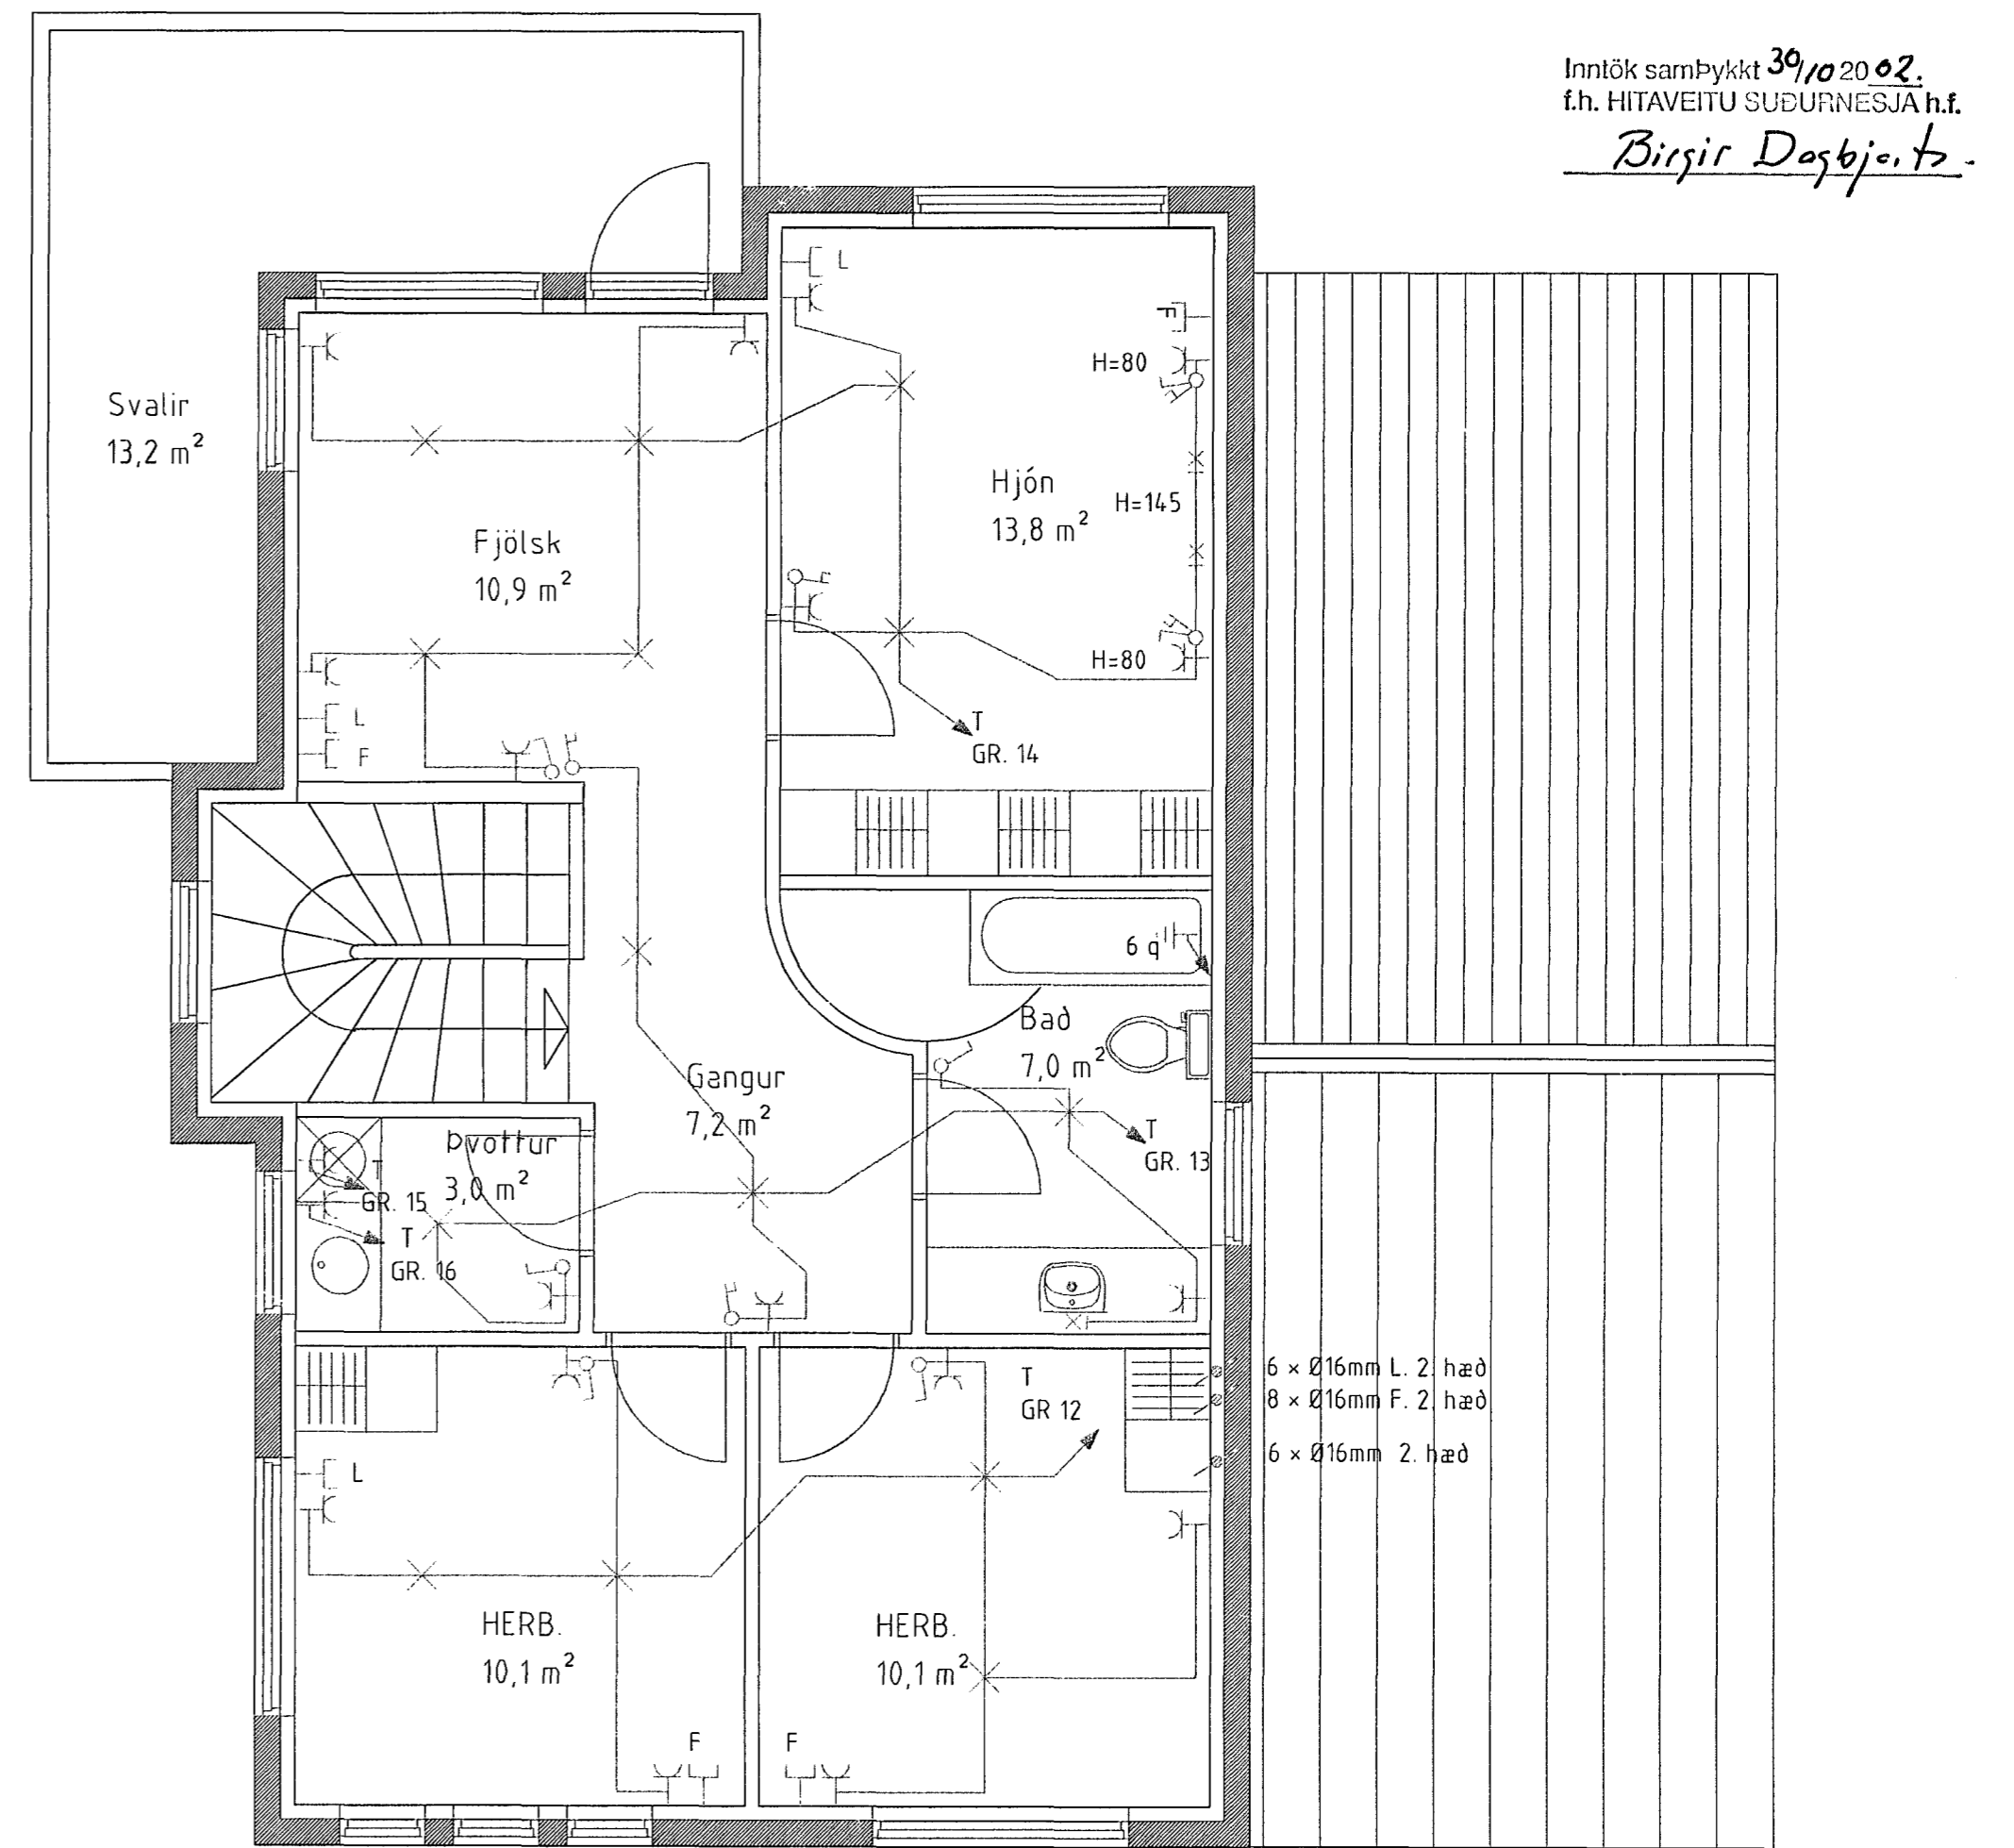 Inntök samÞykkt 30/10 2002.
f.h. HITAVEITU SUÐURNESJA h.f.
Birgir Dagbjarts.
L
F
H=80
Svalir
13,2 m²
Hjón
13,8 m²
H=145
Fjölsk
10,9 m²
H=80
L
F
T
GR. 14
6 q
Bað
7,0 m²
Gangur
7,2 m²
T
GR. 13
Þvottur
3,0 m²
T
GR. 15
T
GR. 16
6 × Ø16mm L. 2. hæð
8 × Ø16mm F. 2. hæð
6 × Ø16mm 2. hæð
T
GR 12
L
HERB.
10,1 m²
HERB.
10,1 m²
F
F